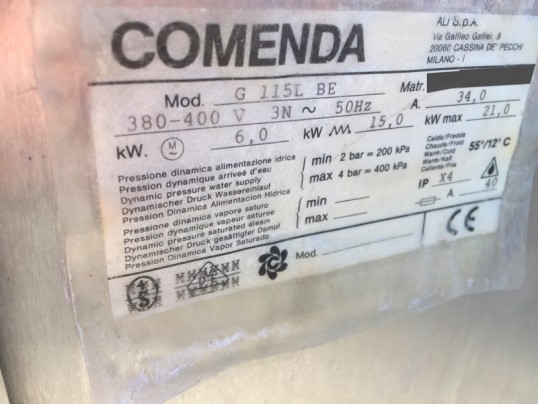 COMENDA
ALI S.p.A.
Via Galileo Galilei, 8
20060 CASSINA DE' PECCHI
MILANO - I
Mod. G 115L BE Matr.
380-400 V 3N ~ 50Hz A. 34,0
kW. M~ 6,0 kW 15,0 kW max 21,0
Pressione dinamica alimentazione idrica
Pression dynamique arriveé d'eau
Dynamic pressure water supply
Dynamischer Druck Wassereinlauf
Pression Dinamica Alimentacion Hidrica
min 2 bar = 200 kPa
max 4 bar = 400 kPa
Calda/Fredda
Chaude/Froid
Warm/Cold
Warm/Kalt
Caliente/Fria
55°/12° C
IP X4
A. 40
Pressione dinamica vapore saturo
Pression dynamique vapeur saturee
Dynamic pressure saturated steam
Dynamischer Druck gesättigter Dampf
Pression Dinamica Vapor Saturado
min —
max —
CE
S
C
Mod.